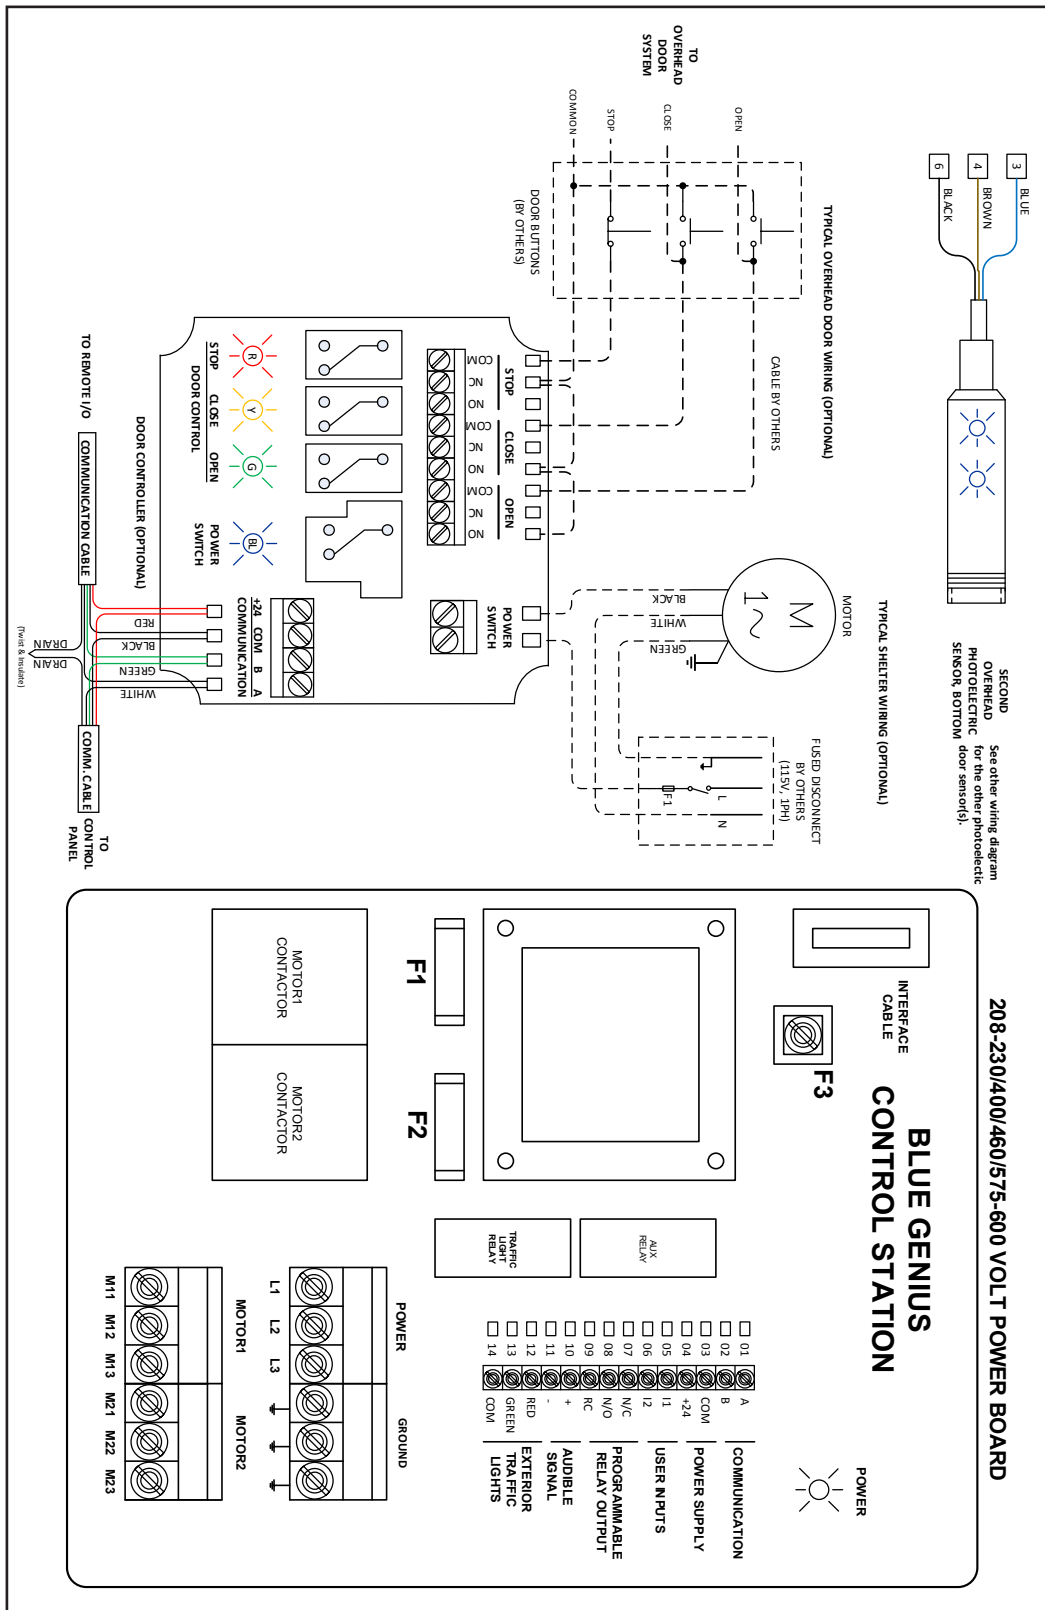 208-230/400/460/575-600 VOLT POWER BOARD
BLUE GENIUS
CONTROL STATION
INTERFACE
CABLE
F3
POWER
F1
F2
MOTOR1
CONTACTOR
MOTOR2
CONTACTOR
AUX
RELAY
TRAFFIC
LIGHT
RELAY
01 A
02 B
03 COM
04 +24
05 I1
06 I2
07 N/C
08 N/O
09 RC
10 +
11 -
12 RED
13 GREEN
14 COM
COMMUNICATION
POWER SUPPLY
USER INPUTS
PROGRAMMABLE
RELAY OUTPUT
AUDIBLE
SIGNAL
EXTERIOR
TRAFFIC
LIGHTS
POWER
GROUND
L1 L2 L3
MOTOR1
MOTOR2
M11 M12 M13 M21 M22 M23
3 BLUE
4 BROWN
6 BLACK
SECOND
OVERHEAD
PHOTOELECTRIC
SENSOR, BOTTOM
See other wiring diagram
for the other photoelectic
door sensor(s).
TYPICAL OVERHEAD DOOR WIRING (OPTIONAL)
TO
OVERHEAD
DOOR
SYSTEM
OPEN
CLOSE
STOP
COMMON
DOOR BUTTONS
(BY OTHERS)
CABLE BY OTHERS
TYPICAL SHELTER WIRING (OPTIONAL)
MOTOR
M
1~
BLACK
WHITE
GREEN
FUSED DISCONNECT
BY OTHERS
(115V, 1PH)
F1
L
N
STOP
CLOSE
OPEN
COM NC NO COM NC NO COM NC NO
POWER
SWITCH
R
Y
G
BL
STOP CLOSE OPEN
DOOR CONTROL
POWER
SWITCH
+24 COM B A
COMMUNICATION
DOOR CONTROLLER (OPTIONAL)
RED
BLACK
GREEN
WHITE
TO REMOTE I/O
COMMUNICATION CABLE
COMM. CABLE
TO
CONTROL
PANEL
DRAIN
DRAIN
(Twist & Insulate)